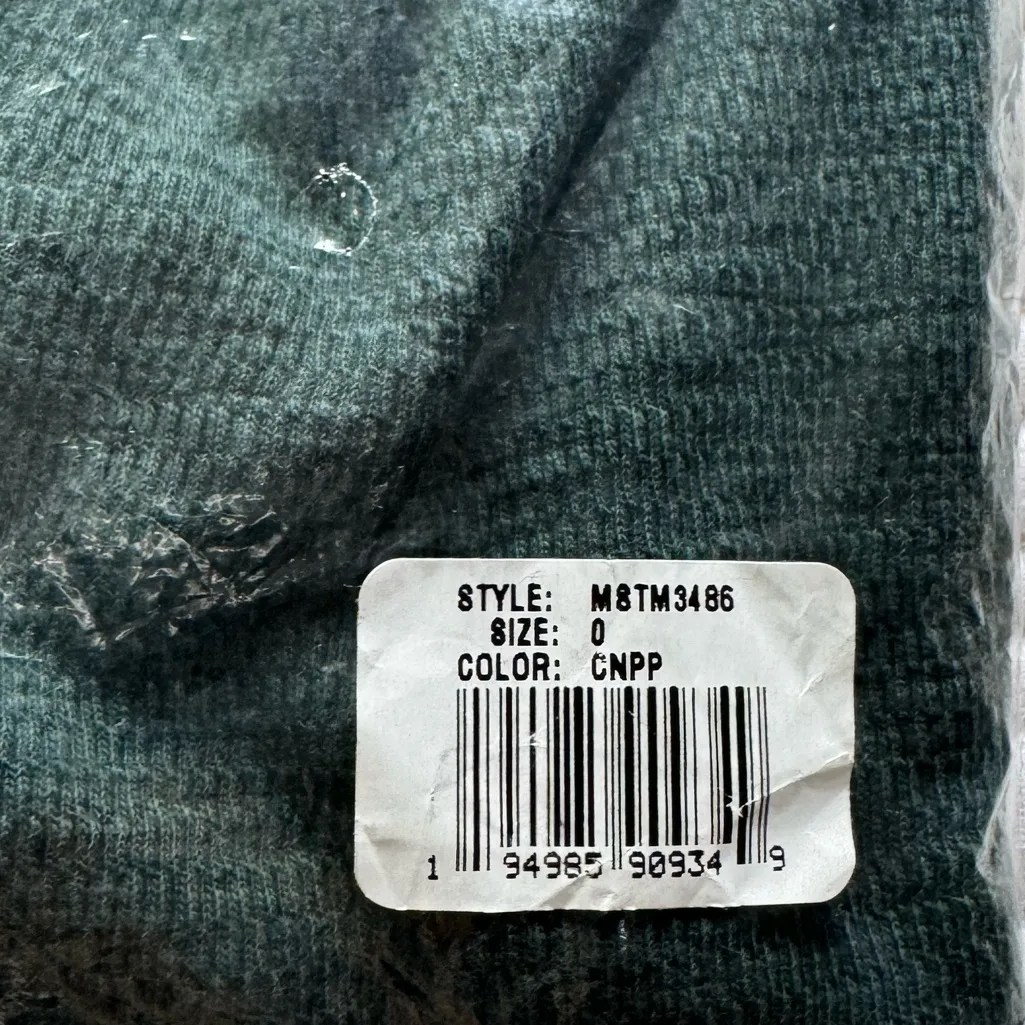 STYLE: MSTM3486
SIZE: 0
COLOR: CNPP
1 94985 90934 9